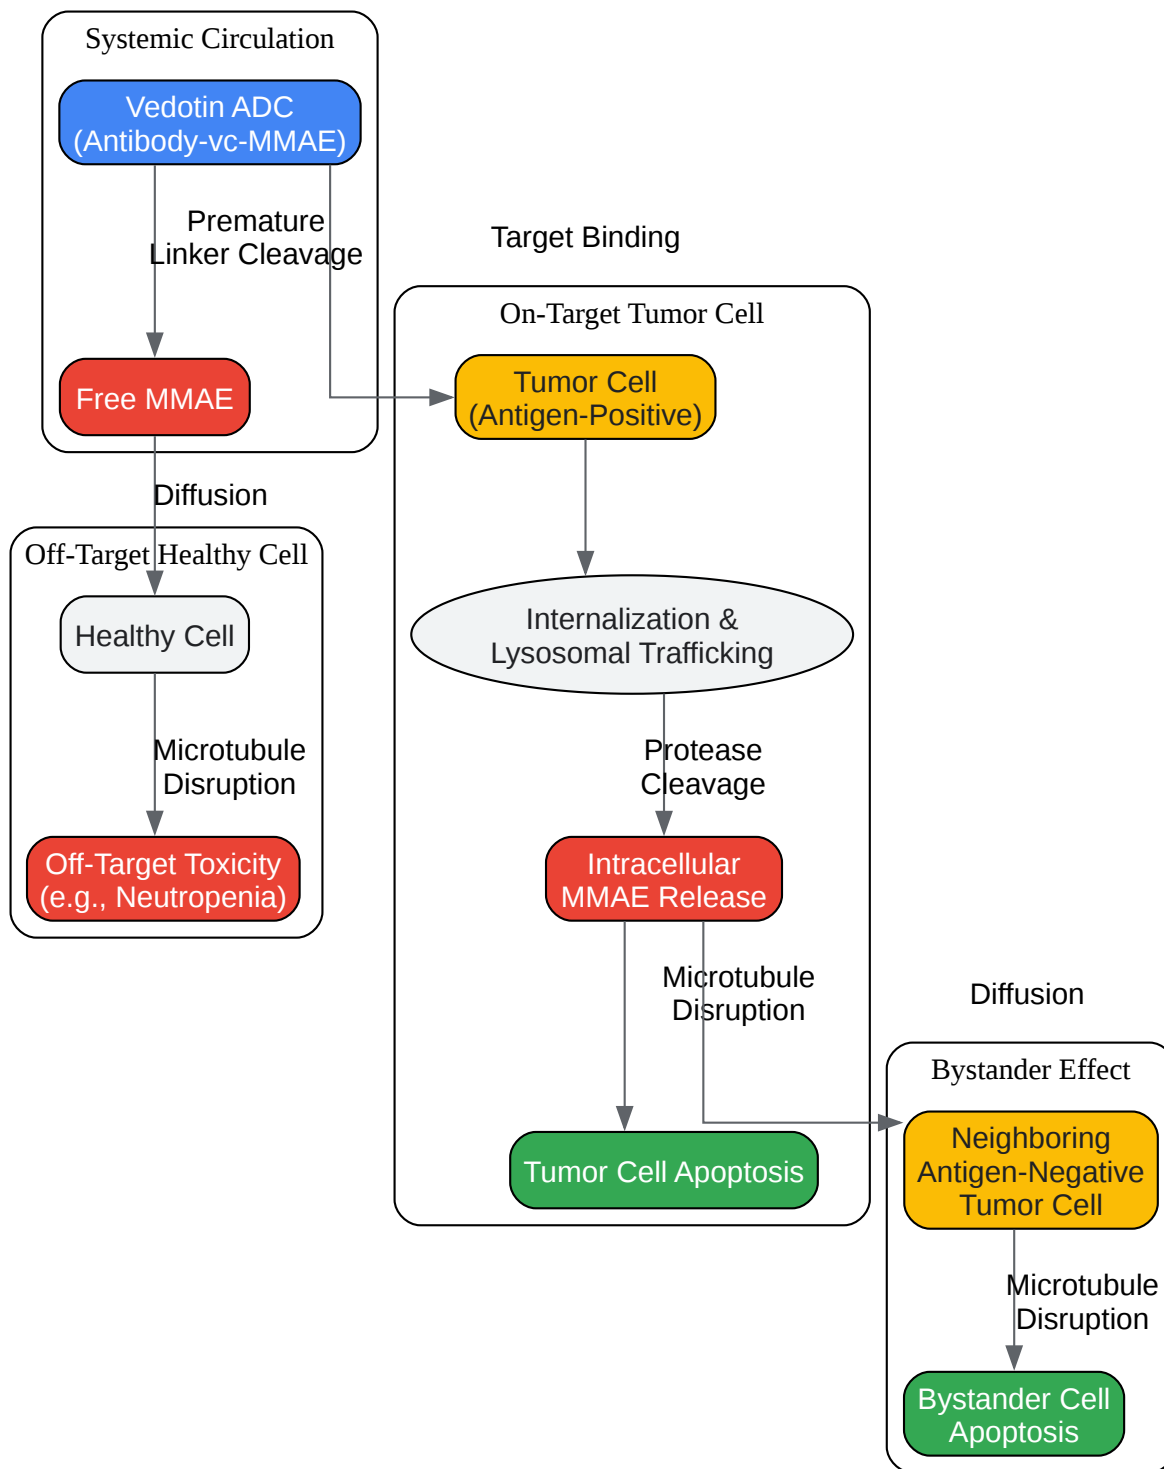 Systemic Circulation
Vedotin ADC
(Antibody-vc-MMAE)
Premature
Linker Cleavage
Target Binding
On-Target Tumor Cell
Free MMAE
Tumor Cell
(Antigen-Positive)
Diffusion
Off-Target Healthy Cell
Healthy Cell
Internalization &
Lysosomal Trafficking
Microtubule
Disruption
Protease
Cleavage
Off-Target Toxicity
(e.g., Neutropenia)
Intracellular
MMAE Release
Microtubule
Disruption
Diffusion
Bystander Effect
Tumor Cell Apoptosis
Neighboring
Antigen-Negative
Tumor Cell
Microtubule
Disruption
Bystander Cell
Apoptosis